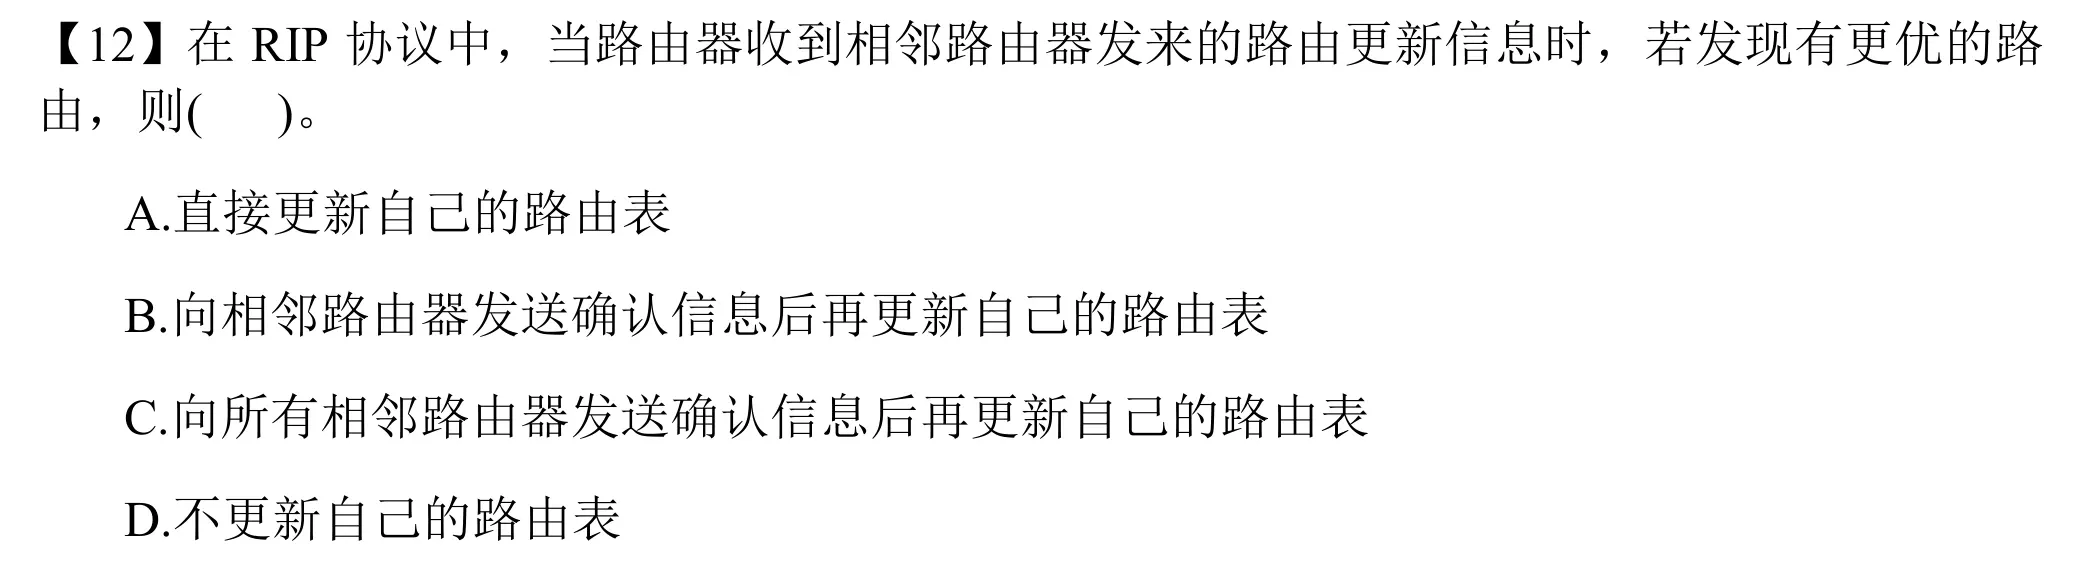 【12】在 RIP 协议中，当路由器收到相邻路由器发来的路由更新信息时，若发现有更优的路
由，则(    )。
A.直接更新自己的路由表
B.向相邻路由器发送确认信息后再更新自己的路由表
C.向所有相邻路由器发送确认信息后再更新自己的路由表
D.不更新自己的路由表